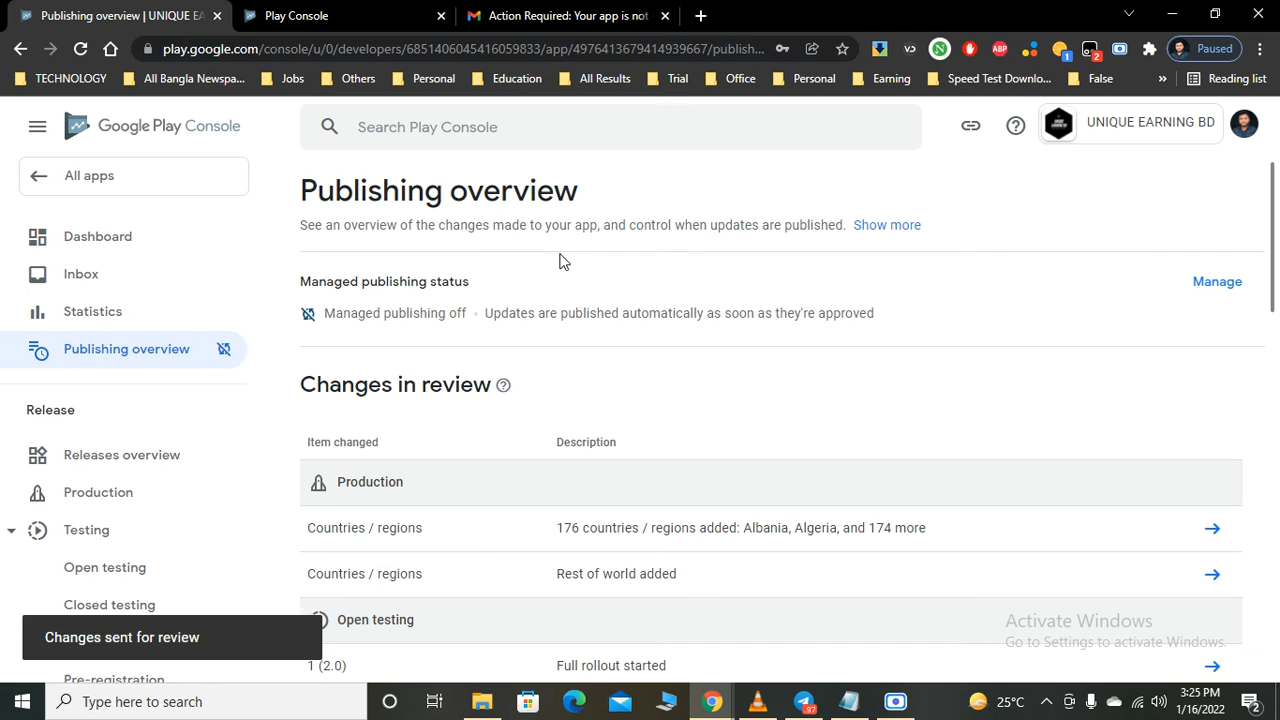 Publishing overview | UNIQUE EA
Play Console
Action Required: Your app is not
play.google.com/console/u/0/developers/6851406045416059833/app/4976413679414939667/publish...
Paused
TECHNOLOGY
All Bangla Newspa...
Jobs
Others
Personal
Education
All Results
Trial
Office
Personal
Earning
Speed Test Downlo...
False
»
Reading list
Google Play Console
Search Play Console
UNIQUE EARNING BD
All apps
Publishing overview
See an overview of the changes made to your app, and control when updates are published. Show more
Dashboard
Inbox
Statistics
Publishing overview
Managed publishing status
Manage
Managed publishing off • Updates are published automatically as soon as they're approved
Changes in review
Release
Releases overview
Production
Testing
Open testing
Closed testing
Pre-registration
Item changed
Description
Production
Countries / regions
176 countries / regions added: Albania, Algeria, and 174 more
Countries / regions
Rest of world added
Open testing
1 (2.0)
Full rollout started
Changes sent for review
Activate Windows
Go to Settings to activate Windows.
Type here to search
97
25°C
3:25 PM
1/16/2022
2